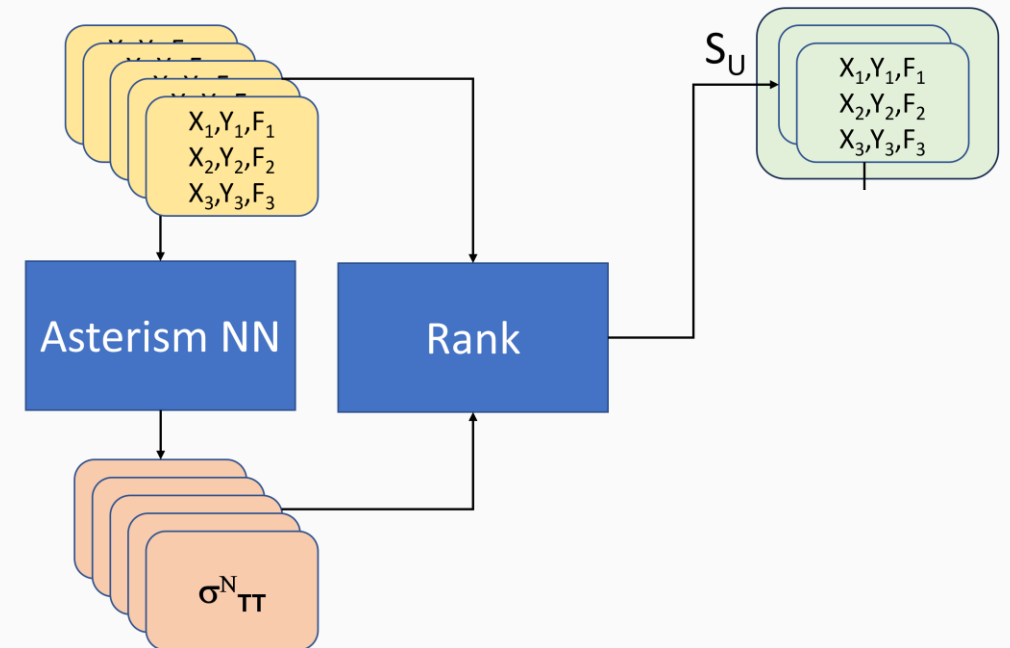 X₁,Y₁,F₁
X₂,Y₂,F₂
X₃,Y₃,F₃
Asterism NN
σᴺTT
Rank
Sᵤ
X₁,Y₁,F₁
X₂,Y₂,F₂
X₃,Y₃,F₃